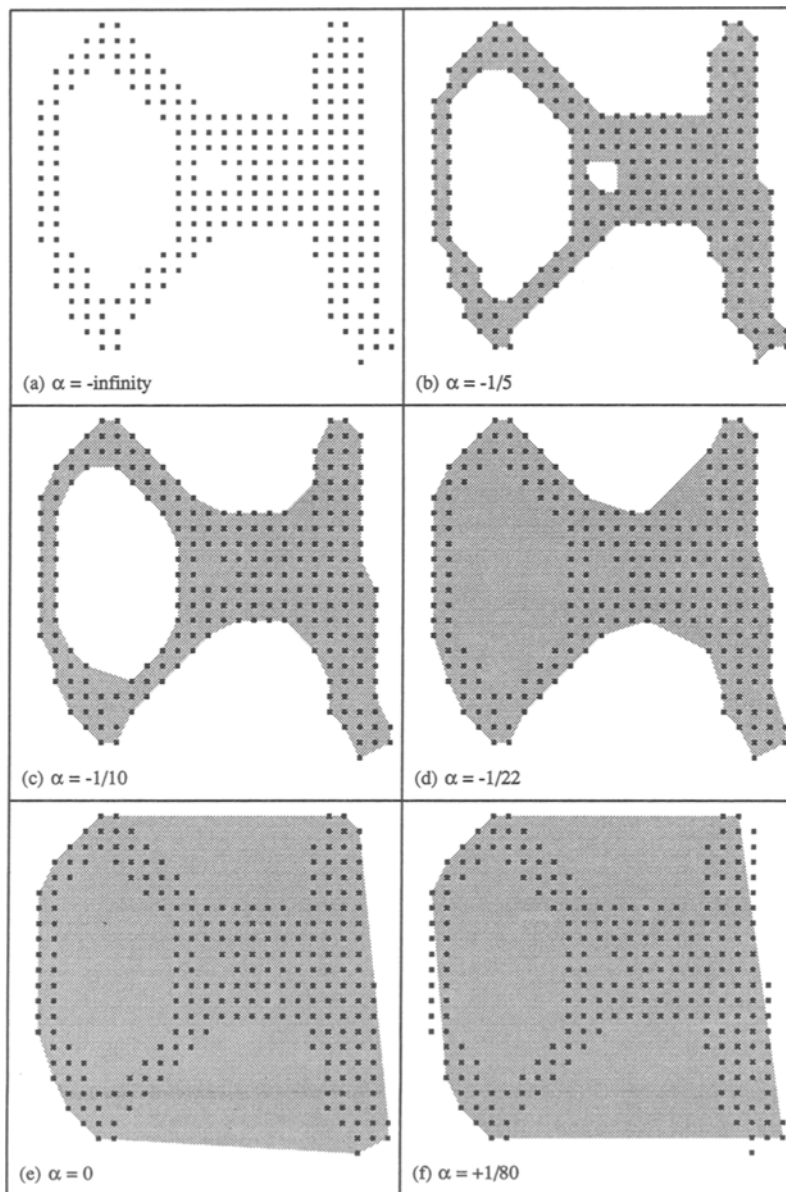 (a) α = -infinity
(b) α = -1/5
(c) α = -1/10
(d) α = -1/22
(e) α = 0
(f) α = +1/80